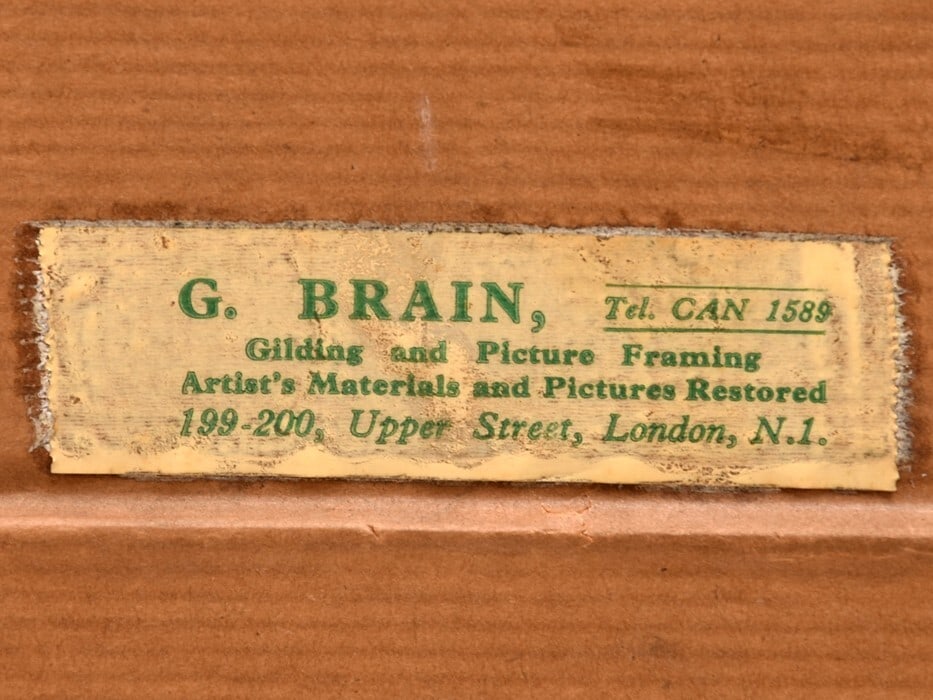 G. BRAIN,
Tel. CAN 1589
Gilding and Picture Framing
Artist's Materials and Pictures Restored
199-200, Upper Street, London, N.1.